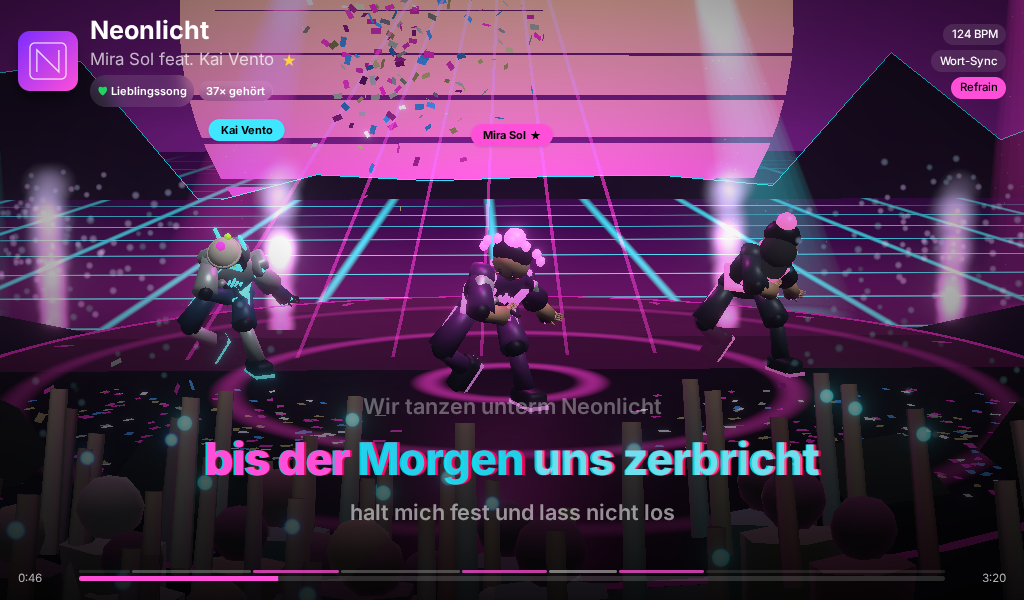 Neonlicht
Mira Sol feat. Kai Vento ★
Lieblingssong
37× gehört
124 BPM
Wort-Sync
Refrain
N
Kai Vento
Mira Sol ★
Wir tanzen unterm Neonlicht
bis der Morgen uns zerbricht
halt mich fest und lass nicht los
0:46
3:20